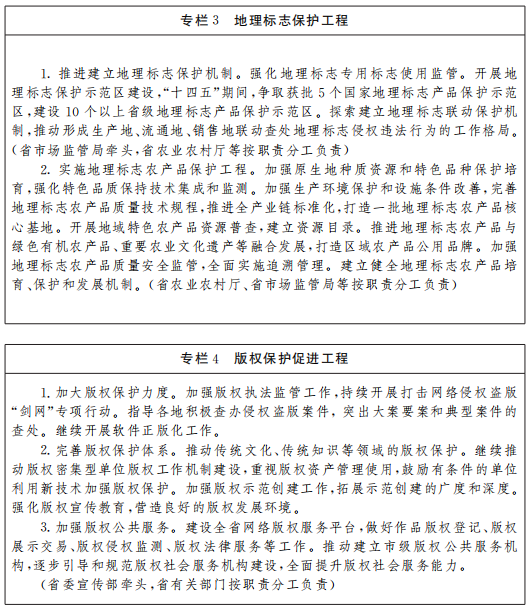 专栏 3 地理标志保护工程
1. 推进建立地理标志保护机制。强化地理标志专用标志使用监管。开展地
理标志保护示范区建设,“十四五”期间,争取获批 5 个国家地理标志产品保护示范
区,建设 10 个以上省级地理标志产品保护示范区。探索建立地理标志联动保护机
制,推动形成生产地、流通地、销售地联动查处地理标志侵权违法行为的工作格局。
(省市场监管局牵头,省农业农村厅等按职责分工负责)
2. 实施地理标志农产品保护工程。加强原生地种质资源和特色品种保护培
育,强化特色品质保持技术集成和监测。加强生产环境保护和设施条件改善,完善
地理标志农产品质量技术规程,推进全产业链标准化,打造一批地理标志农产品核
心基地。开展地域特色农产品资源普查,建立资源目录。推进地理标志农产品与
绿色有机农产品、重要农业文化遗产等融合发展,打造区域农产品公用品牌。加强
地理标志农产品质量安全监管,全面实施追溯管理。建立健全地理标志农产品培
育、保护和发展机制。(省农业农村厅、省市场监管局等按职责分工负责)
专栏 4 版权保护促进工程
1. 加大版权保护力度。加强版权执法监管工作,持续开展打击网络侵权盗版
“剑网”专项行动。指导各地积极查办侵权盗版案件,突出大案要案和典型案件的
查处。继续开展软件正版化工作。
2. 完善版权保护体系。推动传统文化、传统知识等领域的版权保护。继续推
动版权密集型单位版权工作机制建设,重视版权资产管理使用,鼓励有条件的单位
利用新技术加强版权保护。加强版权示范创建工作,拓展示范创建的广度和深度。
强化版权宣传教育,营造良好的版权发展环境。
3. 加强版权公共服务。建设全省网络版权服务平台,做好作品版权登记、版权
展示交易、版权侵权监测、版权法律服务等工作。推动建立市级版权公共服务机
构,逐步引导和规范版权社会服务机构建设,全面提升版权社会服务能力。
(省委宣传部牵头,省有关部门按职责分工负责)